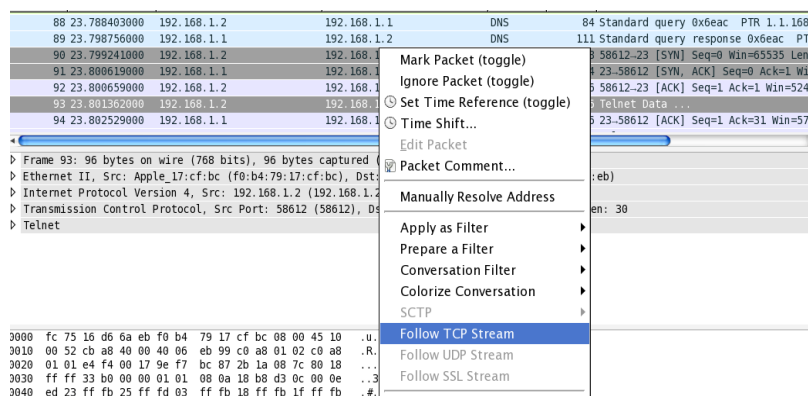 88 23.788403000 192.168.1.2 192.168.1.1 DNS 84 Standard query 0x6eac PTR 1.1.168
89 23.798756000 192.168.1.1 192.168.1.2 DNS 111 Standard query response 0x6eac PT
90 23.799241000 192.168.1.2 192.168.1 58612→23 [SYN] Seq=0 Win=65535 Len
91 23.800619000 192.168.1.1 192.168.1 23→58612 [SYN, ACK] Seq=0 Ack=1 Wi
92 23.800659000 192.168.1.2 192.168.1 58612→23 [ACK] Seq=1 Ack=1 Win=524
93 23.801362000 192.168.1.2 192.168.1 Telnet Data ...
94 23.802529000 192.168.1.1 192.168.1 23→58612 [ACK] Seq=1 Ack=31 Win=57
Mark Packet (toggle)
Ignore Packet (toggle)
Set Time Reference (toggle)
Time Shift...
Edit Packet
Packet Comment...
Manually Resolve Address
Apply as Filter
Prepare a Filter
Conversation Filter
Colorize Conversation
SCTP
Follow TCP Stream
Follow UDP Stream
Follow SSL Stream
Frame 93: 96 bytes on wire (768 bits), 96 bytes captured (
Ethernet II, Src: Apple_17:cf:bc (f0:b4:79:17:cf:bc), Dst: :eb)
Internet Protocol Version 4, Src: 192.168.1.2 (192.168.1.2
Transmission Control Protocol, Src Port: 58612 (58612), Ds en: 30
Telnet
0000 fc 75 16 d6 6a eb f0 b4 79 17 cf bc 08 00 45 10 .u.
0010 00 52 cb a8 40 00 40 06 eb 99 c0 a8 01 02 c0 a8 .R.
0020 01 01 e4 f4 00 17 9e f7 bc 87 2b 1a 08 7c 80 18 ...
0030 ff ff 33 b0 00 00 01 01 08 0a 18 b8 d3 0c 00 0e ..3
0040 ed 23 ff fb 25 ff fd 03 ff fb 18 ff fb 1f ff fb .#.